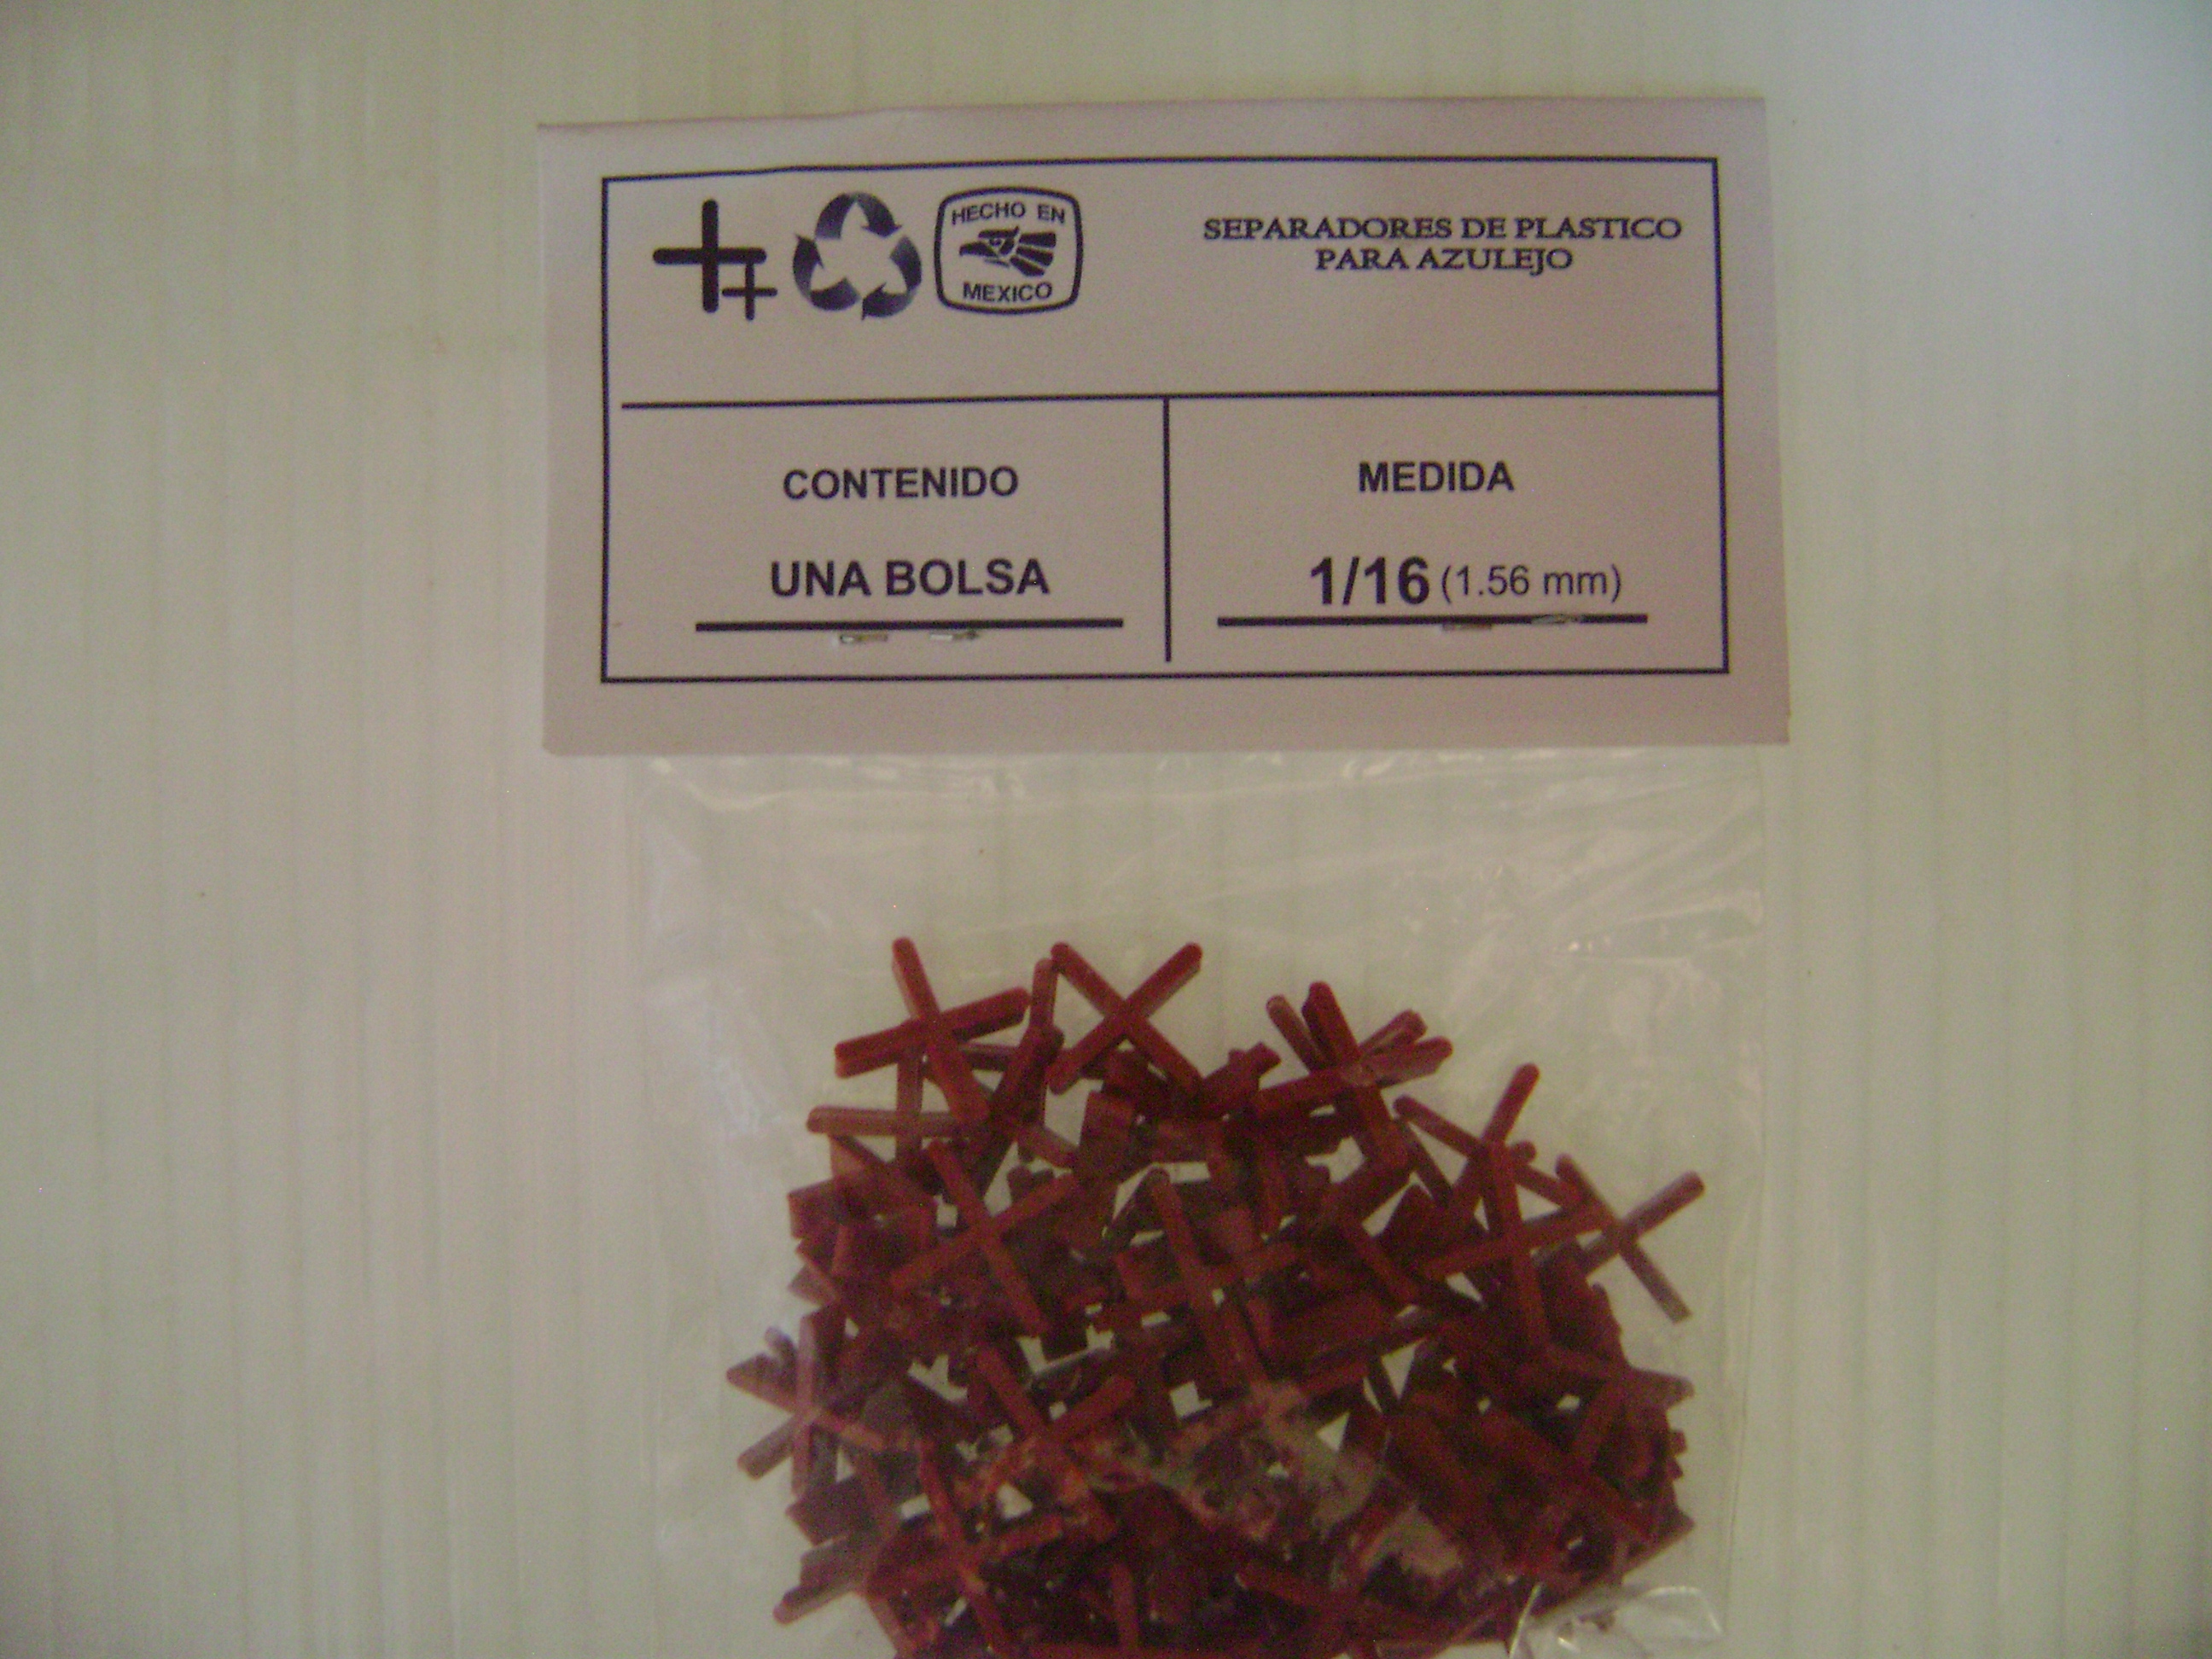 HECHO EN
MEXICO
SEPARADORES DE PLASTICO
PARA AZULEJO
CONTENIDO
UNA BOLSA
MEDIDA
1/16 (1.56 mm)